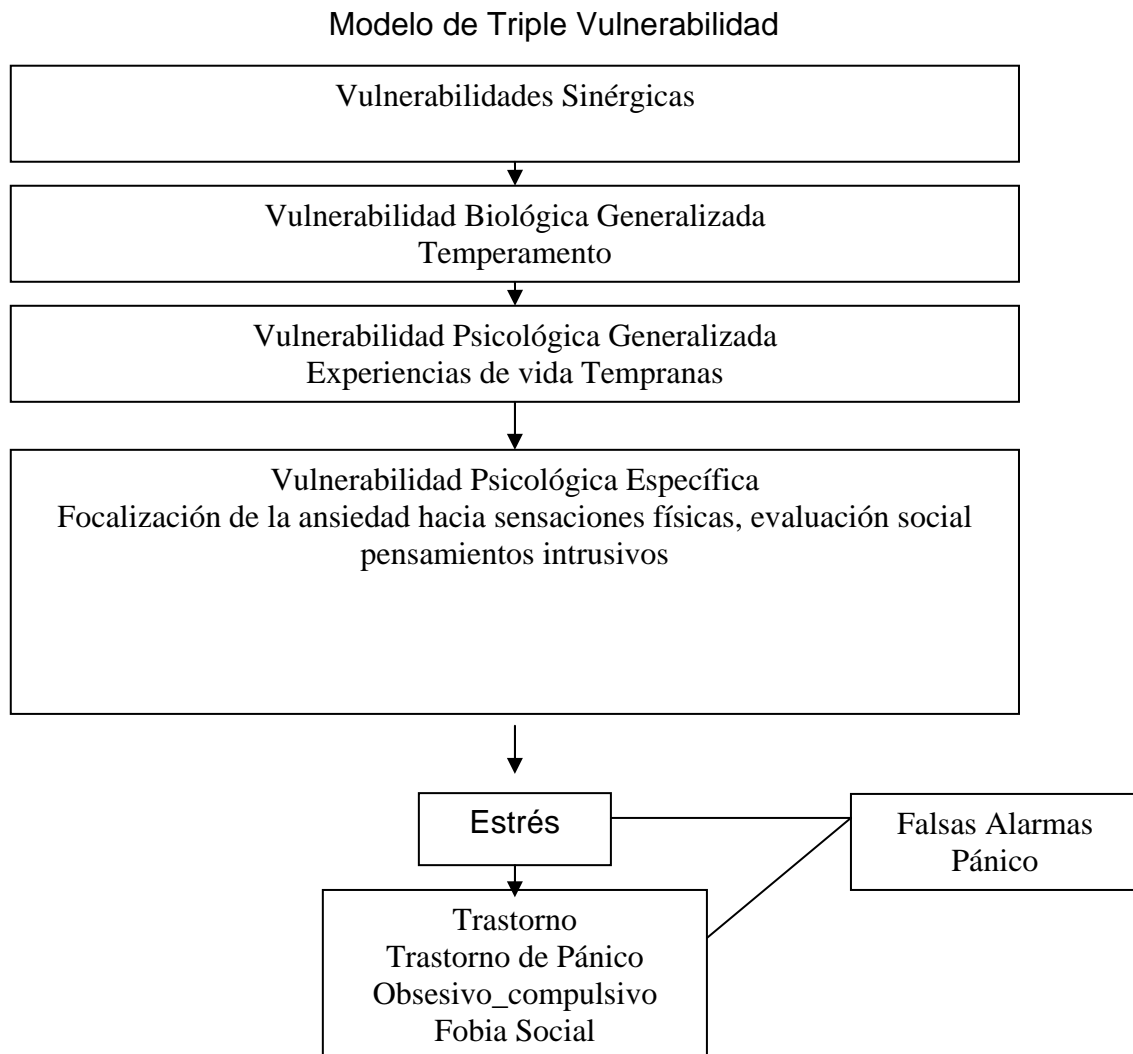 Modelo de Triple Vulnerabilidad
Vulnerabilidades Sinérgicas
Vulnerabilidad Biológica Generalizada
Temperamento
Vulnerabilidad Psicológica Generalizada
Experiencias de vida Tempranas
Vulnerabilidad Psicológica Específica
Focalización de la ansiedad hacia sensaciones físicas, evaluación social
pensamientos intrusivos
Estrés
Falsas Alarmas
Pánico
Trastorno
Trastorno de Pánico
Obsesivo_compulsivo
Fobia Social